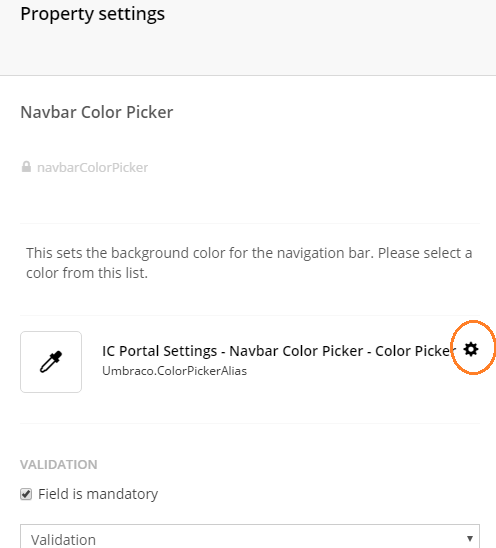 Property settings
Navbar Color Picker
navbarColorPicker
This sets the background color for the navigation bar. Please select a
color from this list.
IC Portal Settings - Navbar Color Picker - Color Picker
Umbraco.ColorPickerAlias
VALIDATION
Field is mandatory
Validation